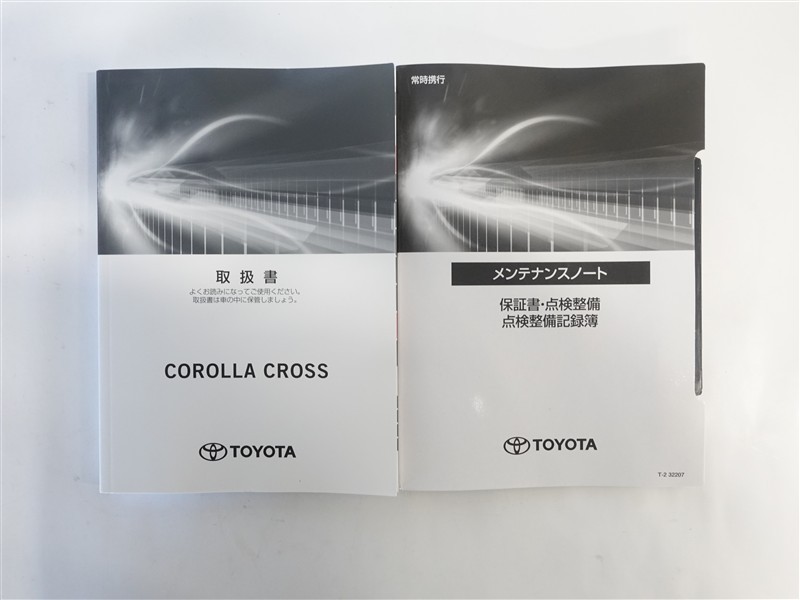 取扱書
よくお読みになってご使用ください。
取扱書は車の中に保管しましょう。
COROLLA CROSS
TOYOTA
常時携行
メンテナンスノート
保証書・点検整備
点検整備記録簿
TOYOTA
T-2 32207